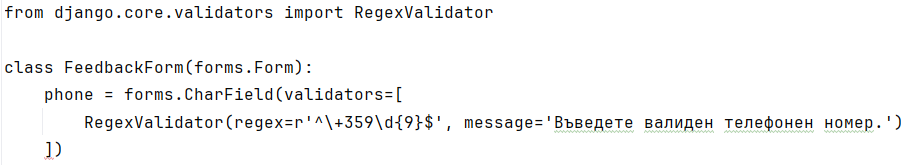 from django.core.validators import RegexValidator

class FeedbackForm(forms.Form):
    phone = forms.CharField(validators=[
        RegexValidator(regex=r'^\+359\d{9}$', message='Въведете валиден телефонен номер.')
    ])